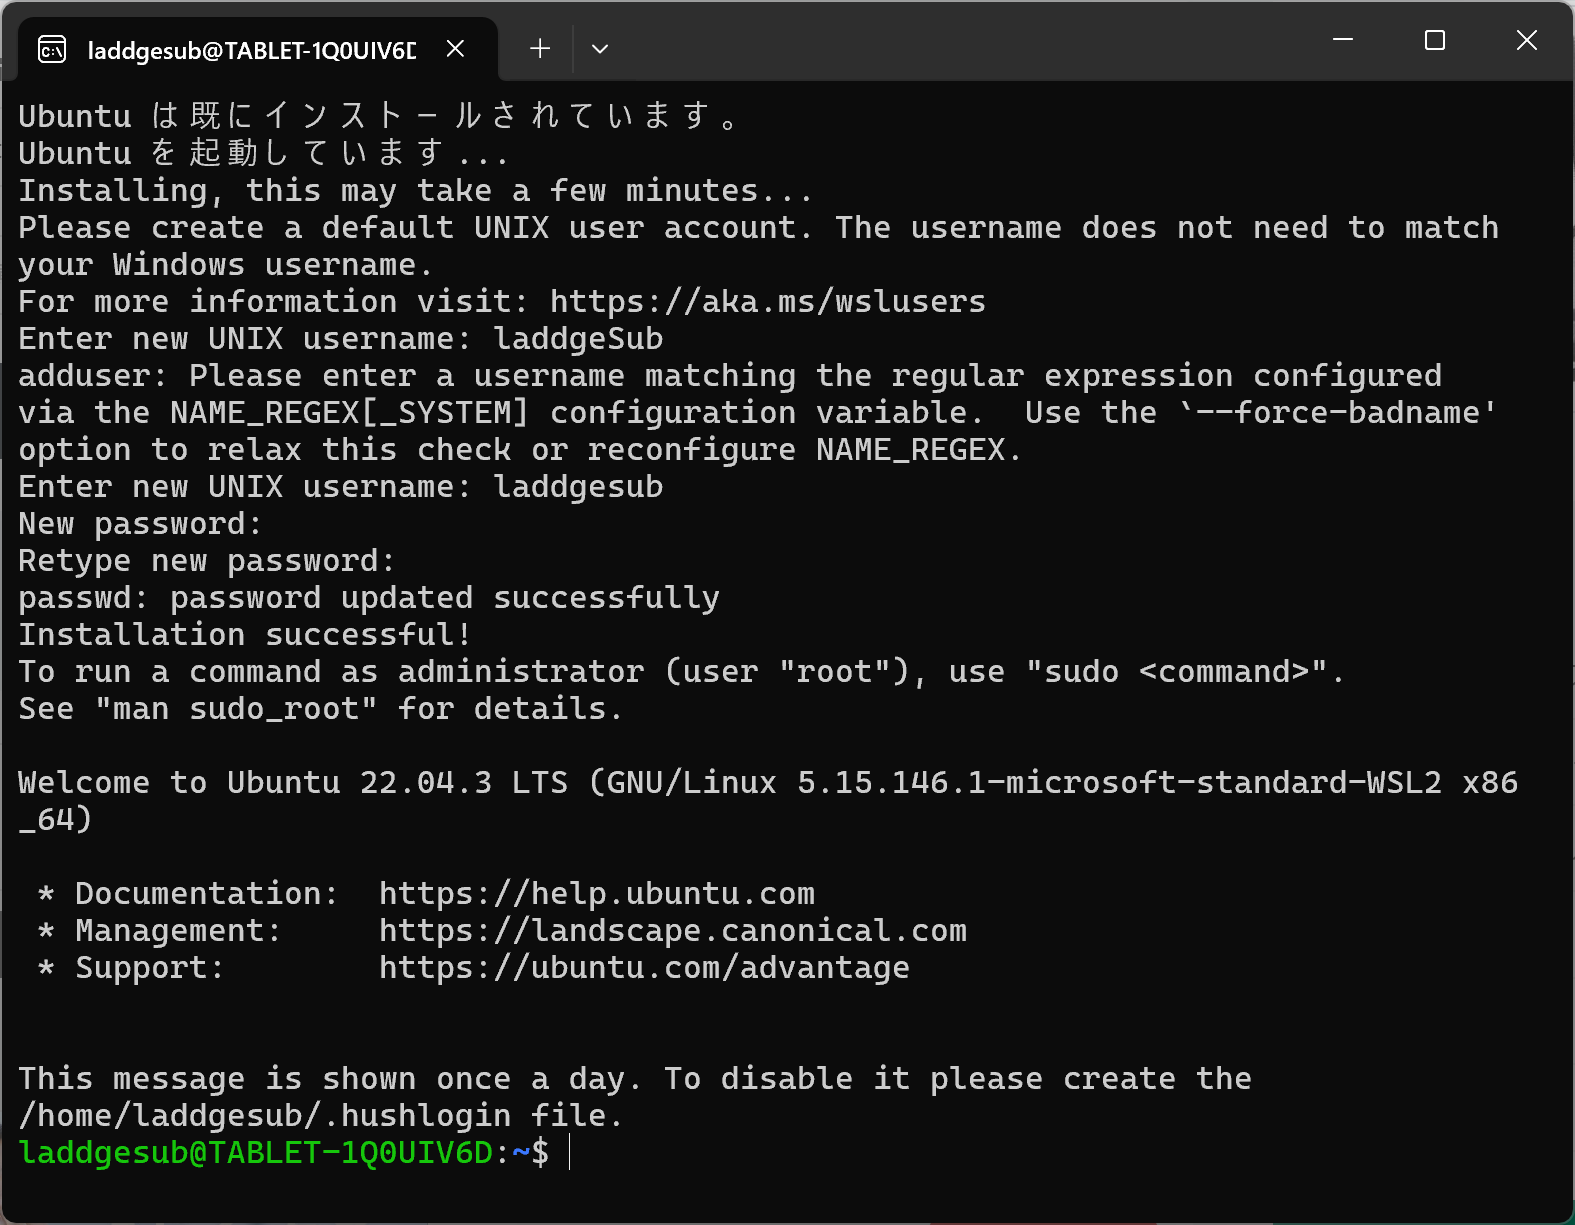 laddgesub@TABLET-1Q0UIV6D
Ubuntu は既にインストールされています。
Ubuntu を起動しています...
Installing, this may take a few minutes...
Please create a default UNIX user account. The username does not need to match
your Windows username.
For more information visit: https://aka.ms/wslusers
Enter new UNIX username: laddgeSub
adduser: Please enter a username matching the regular expression configured
via the NAME_REGEX[_SYSTEM] configuration variable.  Use the `--force-badname'
option to relax this check or reconfigure NAME_REGEX.
Enter new UNIX username: laddgesub
New password:
Retype new password:
passwd: password updated successfully
Installation successful!
To run a command as administrator (user "root"), use "sudo <command>".
See "man sudo_root" for details.

Welcome to Ubuntu 22.04.3 LTS (GNU/Linux 5.15.146.1-microsoft-standard-WSL2 x86
_64)

 * Documentation:  https://help.ubuntu.com
 * Management:     https://landscape.canonical.com
 * Support:        https://ubuntu.com/advantage

This message is shown once a day. To disable it please create the
/home/laddgesub/.hushlogin file.
laddgesub@TABLET-1Q0UIV6D:~$